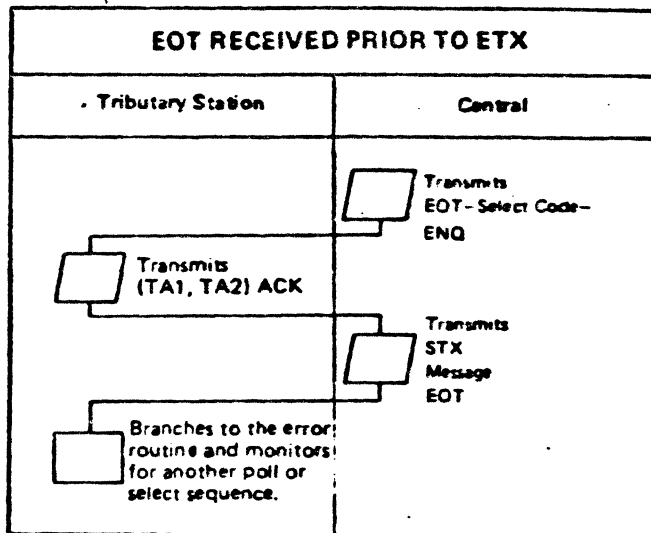 EOT RECEIVED PRIOR TO ETX
Tributary Station
Central
Transmits
EOT-Select Code-
ENQ
Transmits
(TA1, TA2) ACK
Transmits
STX
Message
EOT
Branches to the error
routine and monitors
for another poll or
select sequence.